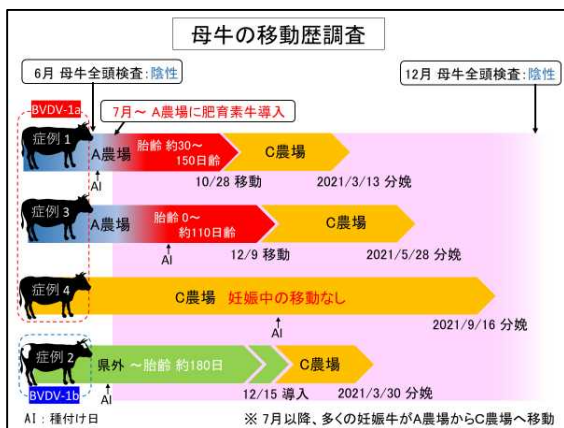 母牛の移動歴調査
6月 母牛全頭検査:陰性
12月 母牛全頭検査:陰性
BVDV-1a
7月~ A農場に肥育素牛導入
症例1
A農場
胎齢 約30~
150日齢
C農場
AI
10/28 移動
2021/3/13 分娩
症例3
A農場
胎齢 0~
約110日齢
C農場
AI
12/9 移動
2021/5/28 分娩
症例4
C農場 妊娠中の移動なし
AI
2021/9/16 分娩
症例2
県外 ~胎齢 約180日
C農場
AI
12/15 導入
2021/3/30 分娩
BVDV-1b
AI:種付け日
※ 7月以降、多くの妊娠牛がA農場からC農場へ移動